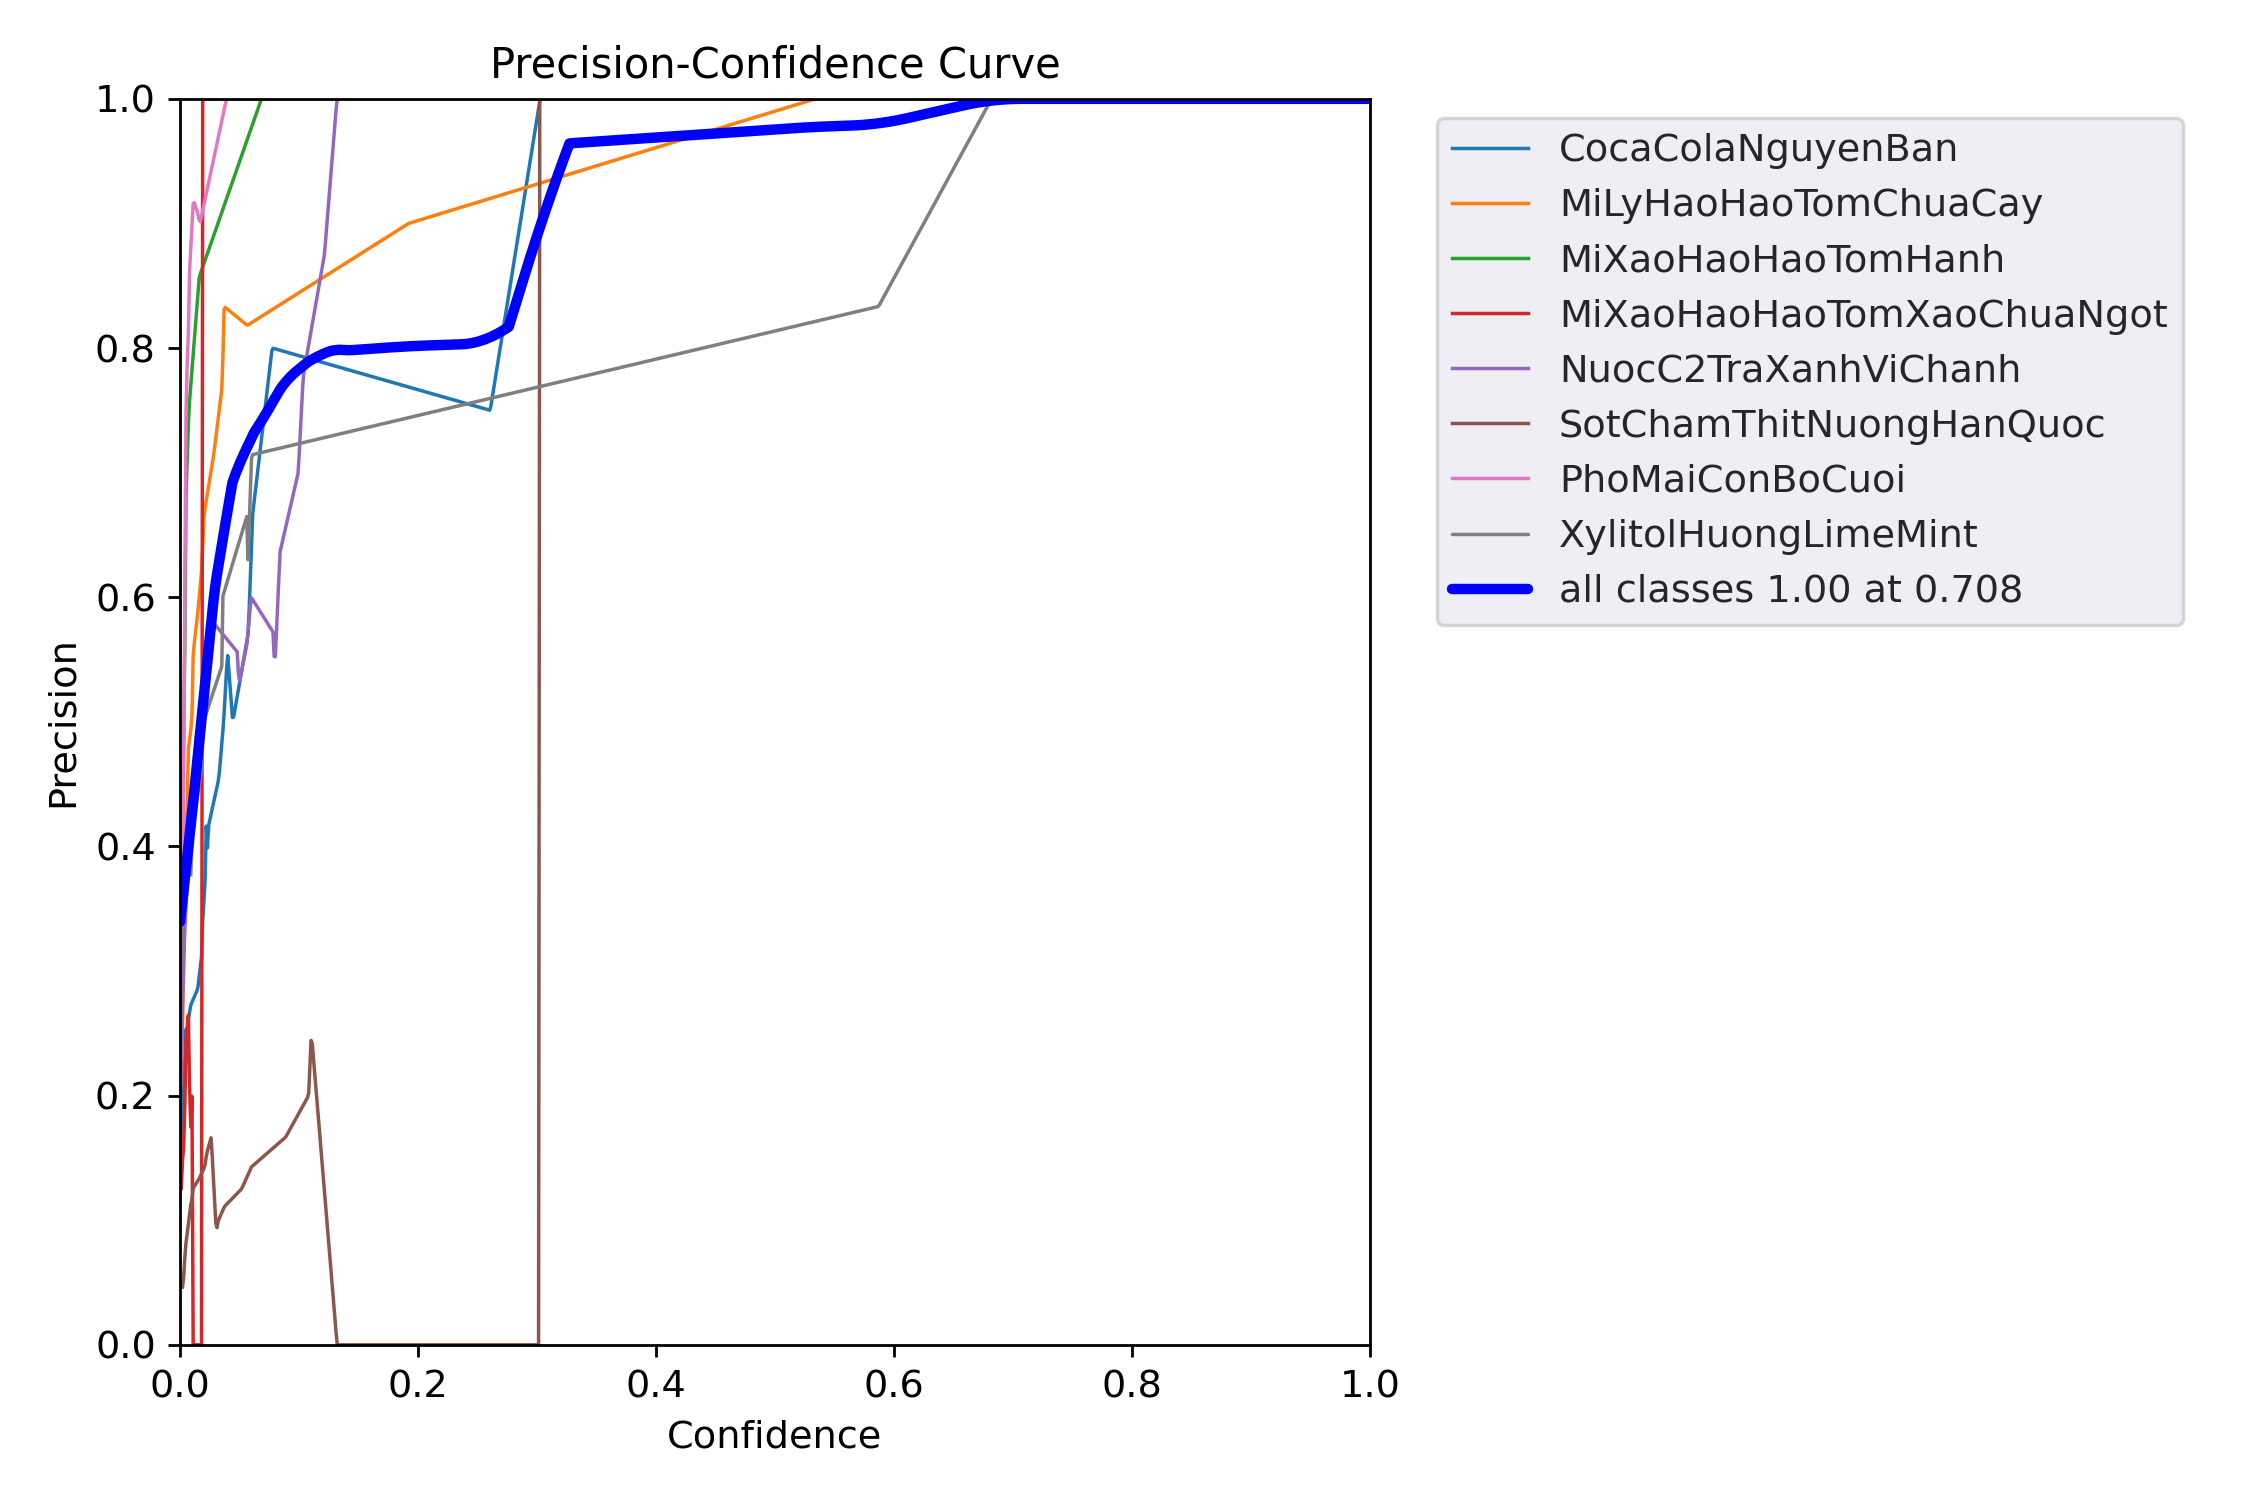 Precision-Confidence Curve
1.0
0.8
0.6
0.4
0.2
0.0
Precision
0.0 0.2 0.4 0.6 0.8 1.0
Confidence
CocaColaNguyenBan
MiLyHaoHaoTomChuaCay
MiXaoHaoHaoTomHanh
MiXaoHaoHaoTomXaoChuaNgot
NuocC2TraXanhViChanh
SotChamThitNuongHanQuoc
PhoMaiConBoCuoi
XylitolHuongLimeMint
all classes 1.00 at 0.708